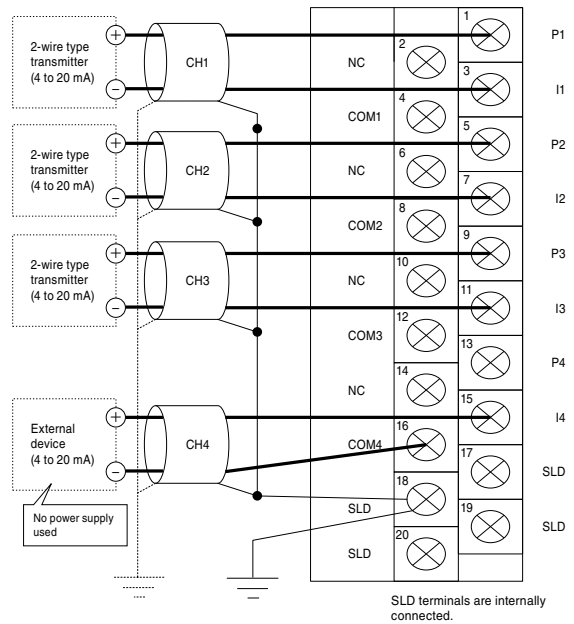 2-wire type
transmitter
(4 to 20 mA)
+
−
CH1
2-wire type
transmitter
(4 to 20 mA)
+
−
CH2
2-wire type
transmitter
(4 to 20 mA)
+
−
CH3
External
device
(4 to 20 mA)
+
−
CH4
No power supply
used
NC
COM1
NC
COM2
NC
COM3
NC
COM4
SLD
SLD
2
4
6
8
10
12
14
16
18
20
1
3
5
7
9
11
13
15
17
19
P1
I1
P2
I2
P3
I3
P4
I4
SLD
SLD
SLD terminals are internally
connected.